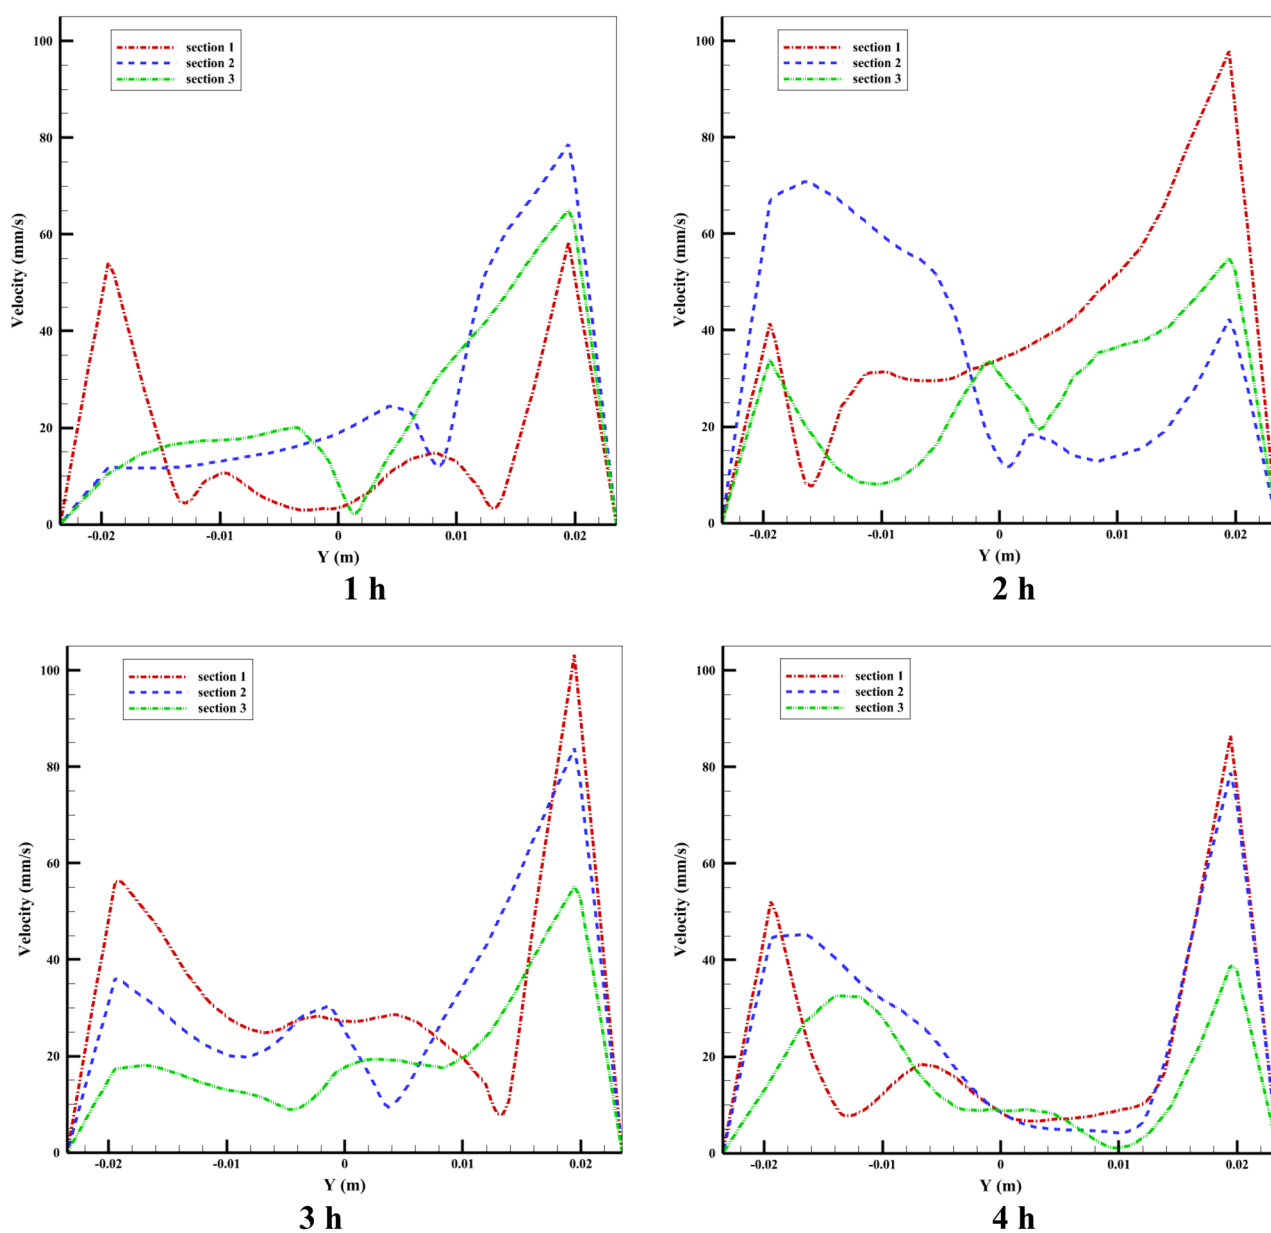 100
80
60
40
20
0
Velocity (mm/s)
section 1
section 2
section 3
-0.02 -0.01 0 0.01 0.02
Y (m)
1 h
100
80
60
40
20
0
Velocity (mm/s)
section 1
section 2
section 3
-0.02 -0.01 0 0.01 0.02
Y (m)
2 h
100
80
60
40
20
0
Velocity (mm/s)
section 1
section 2
section 3
-0.02 -0.01 0 0.01 0.02
Y (m)
3 h
100
80
60
40
20
0
Velocity (mm/s)
section 1
section 2
section 3
-0.02 -0.01 0 0.01 0.02
Y (m)
4 h